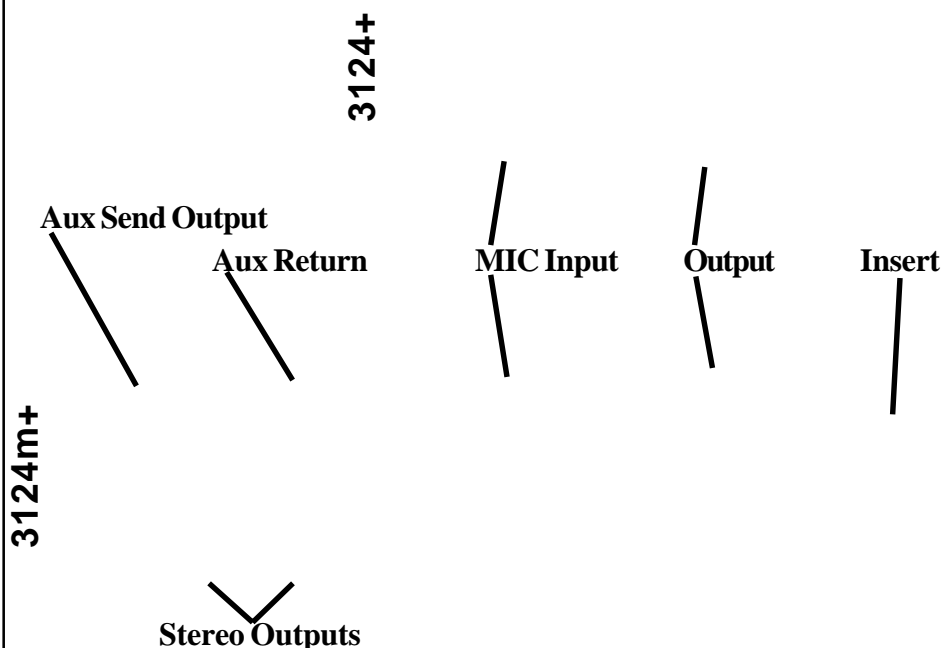 3124+
Aux Send Output
Aux Return
MIC Input
Output
Insert
3124m+
Stereo Outputs